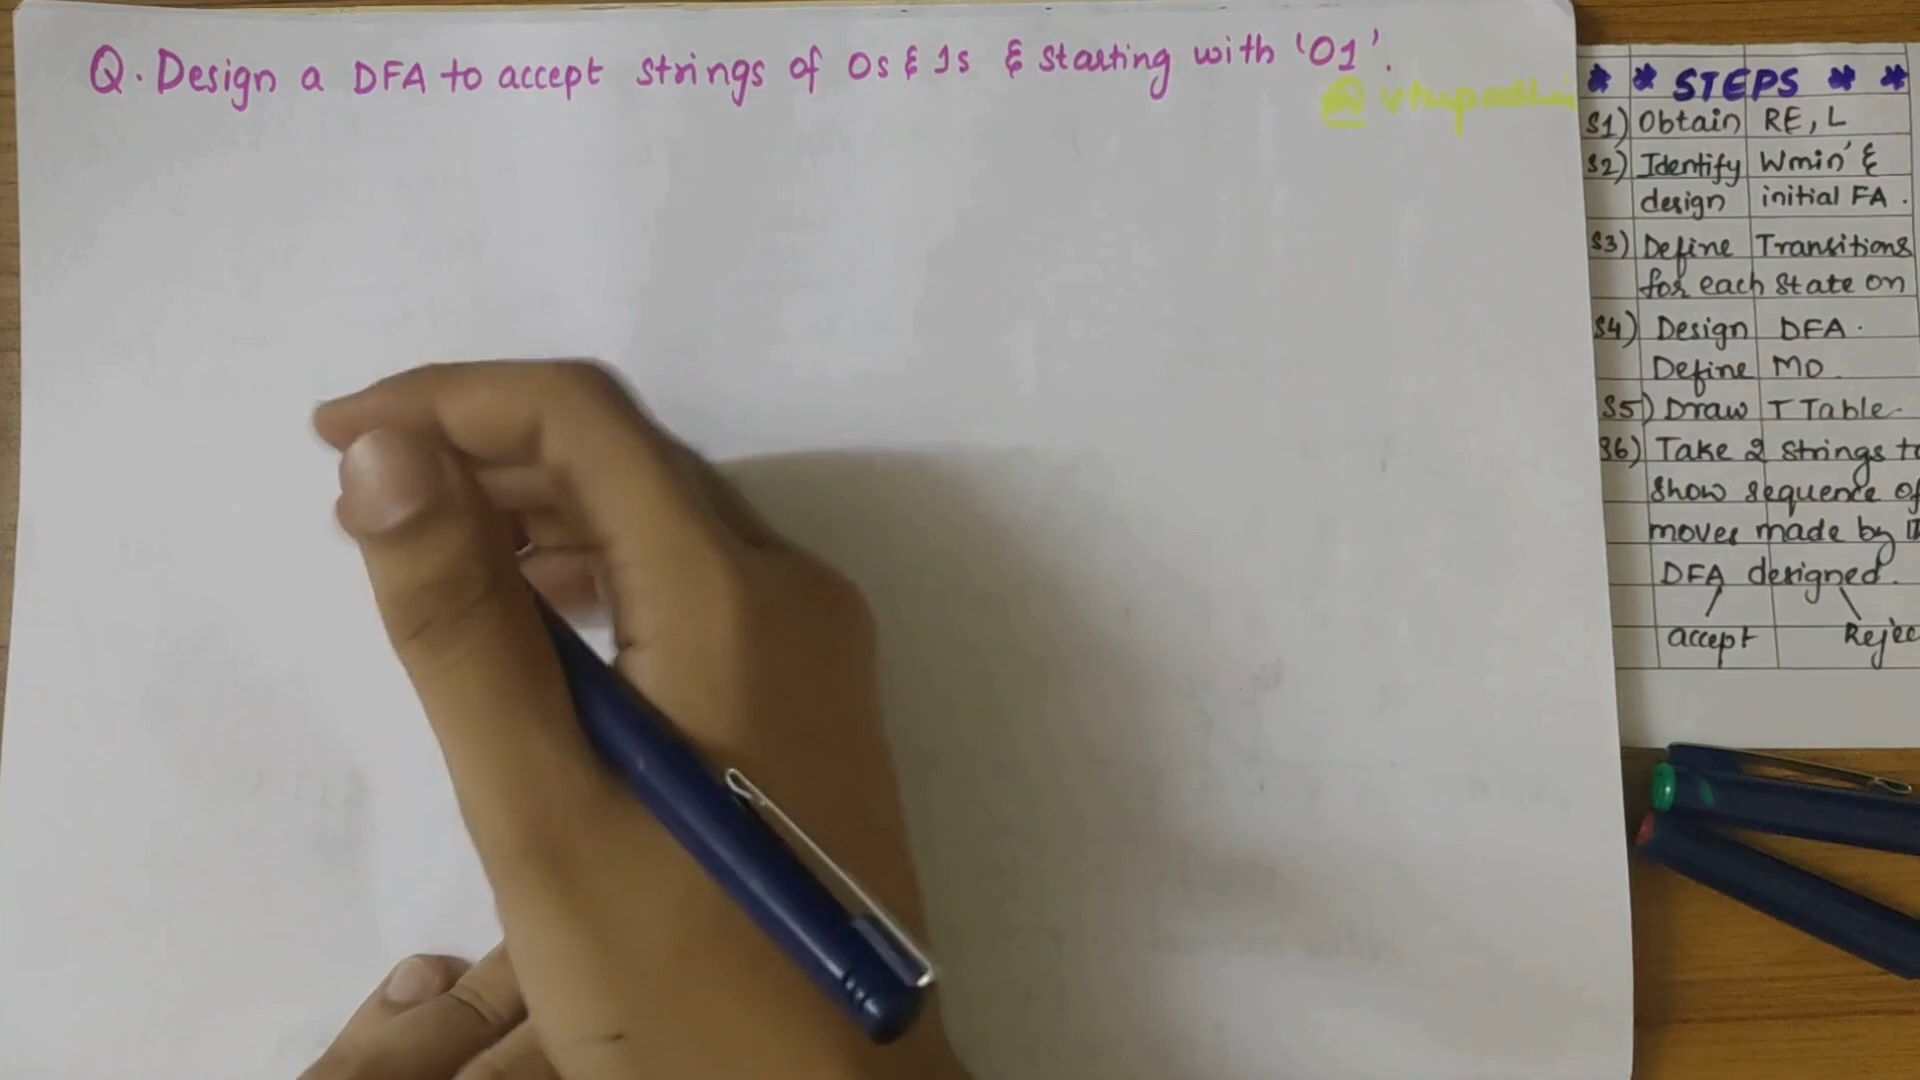 Q. Design a DFA to accept strings of 0s & 1s & starting with '01'.
* * STEPS * *
S1) Obtain RE, L
S2) Identify Wmin' &
design initial FA.
S3) Define Transitions
for each state on
S4) Design DFA.
Define MD
S5) Draw T Table.
S6) Take 2 strings to
show sequence of
moves made by
DFA designed.
accept Rejec